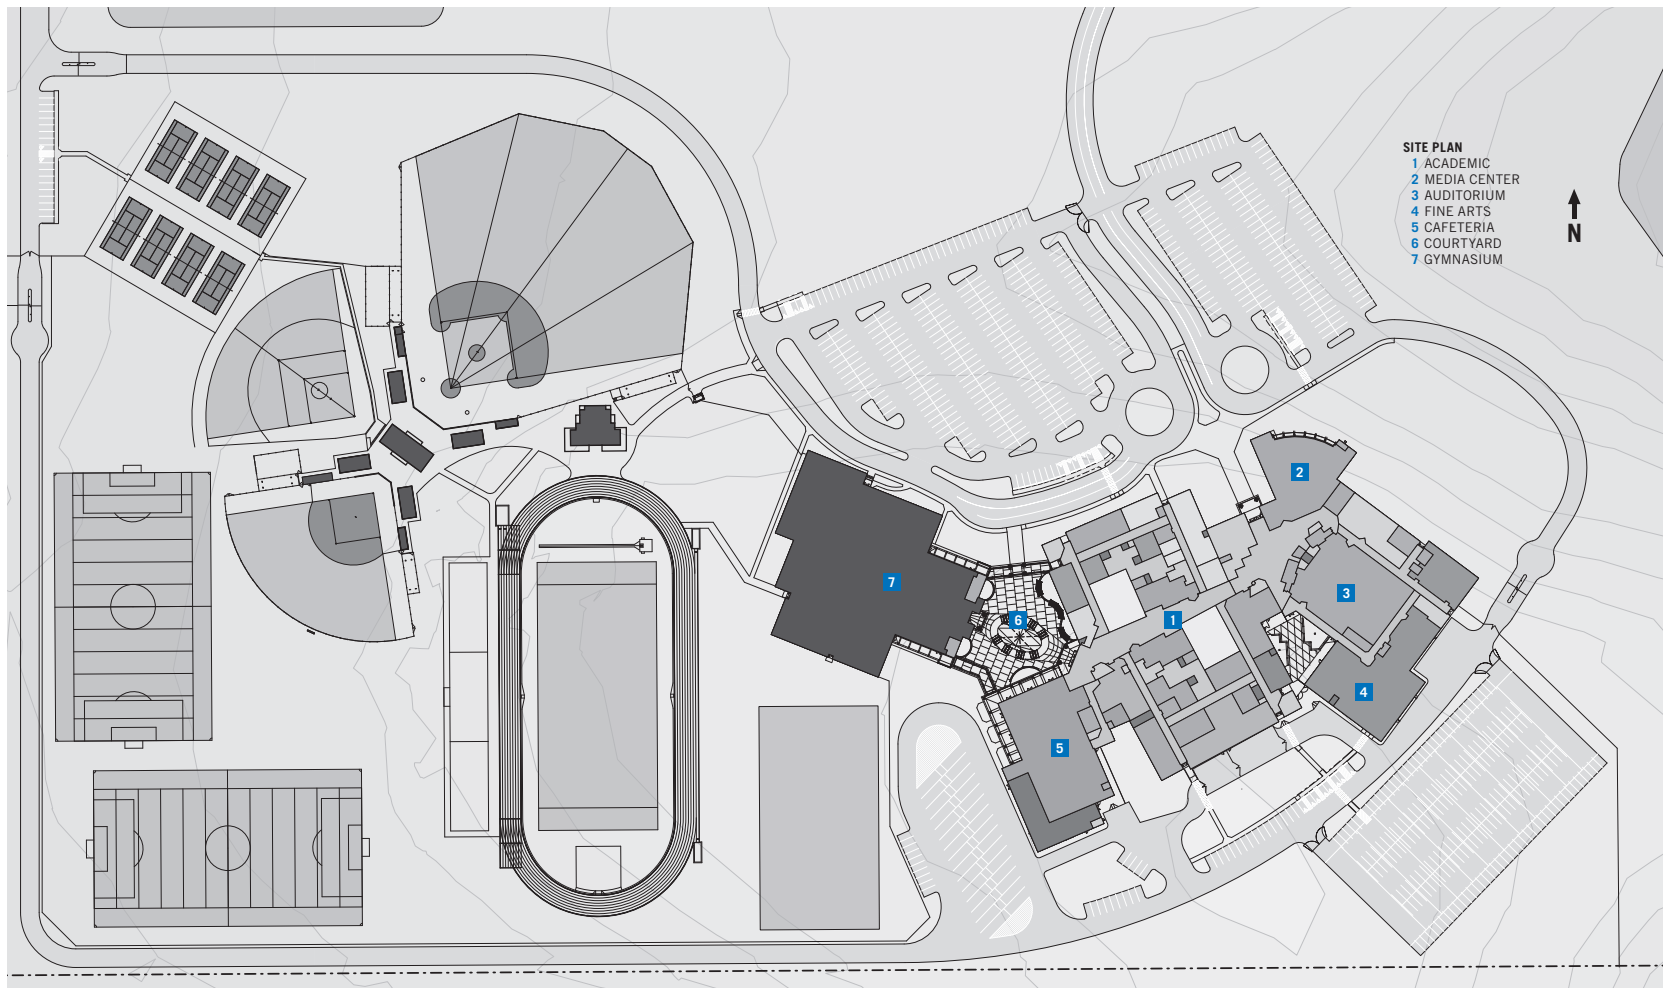 SITE PLAN
1 ACADEMIC
2 MEDIA CENTER
3 AUDITORIUM
4 FINE ARTS
5 CAFETERIA
6 COURTYARD
7 GYMNASIUM
N
2
7
3
6
1
4
5